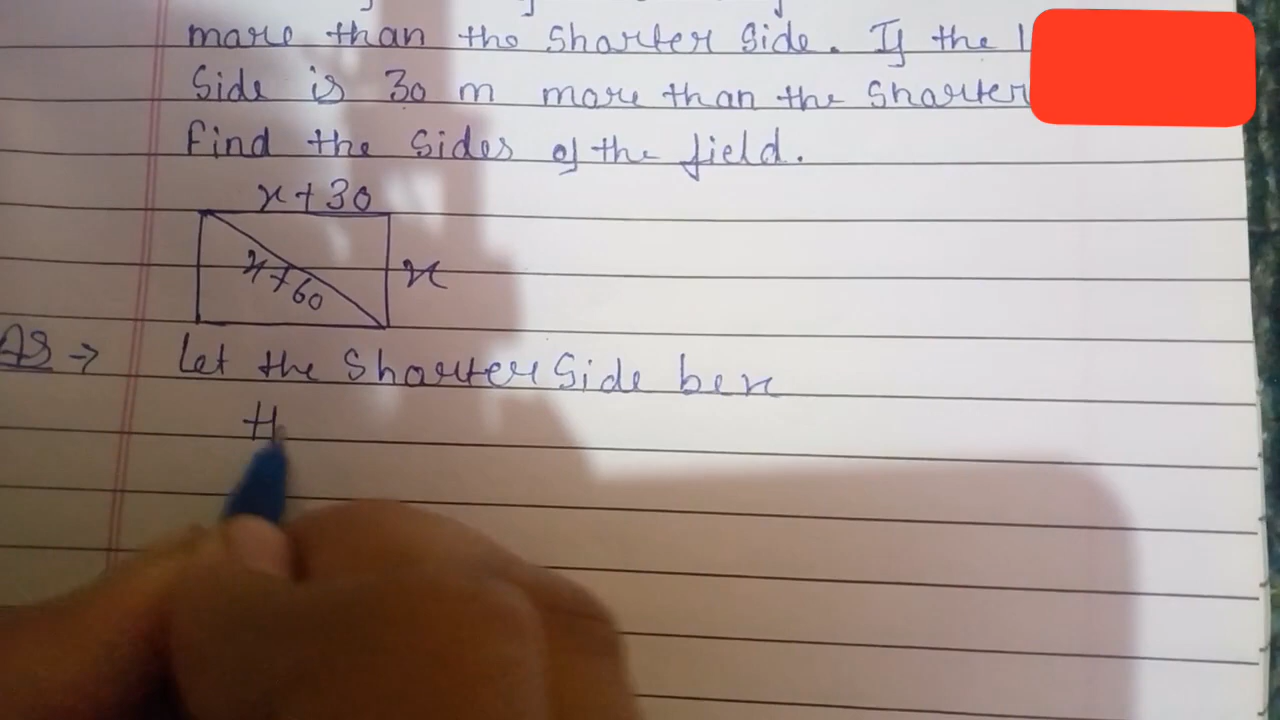 more than the shorter side. If the
Side is 30 m more than the shorter
find the sides of the field.
x+30
x+60
x
As → Let the Shorter Side be x
H